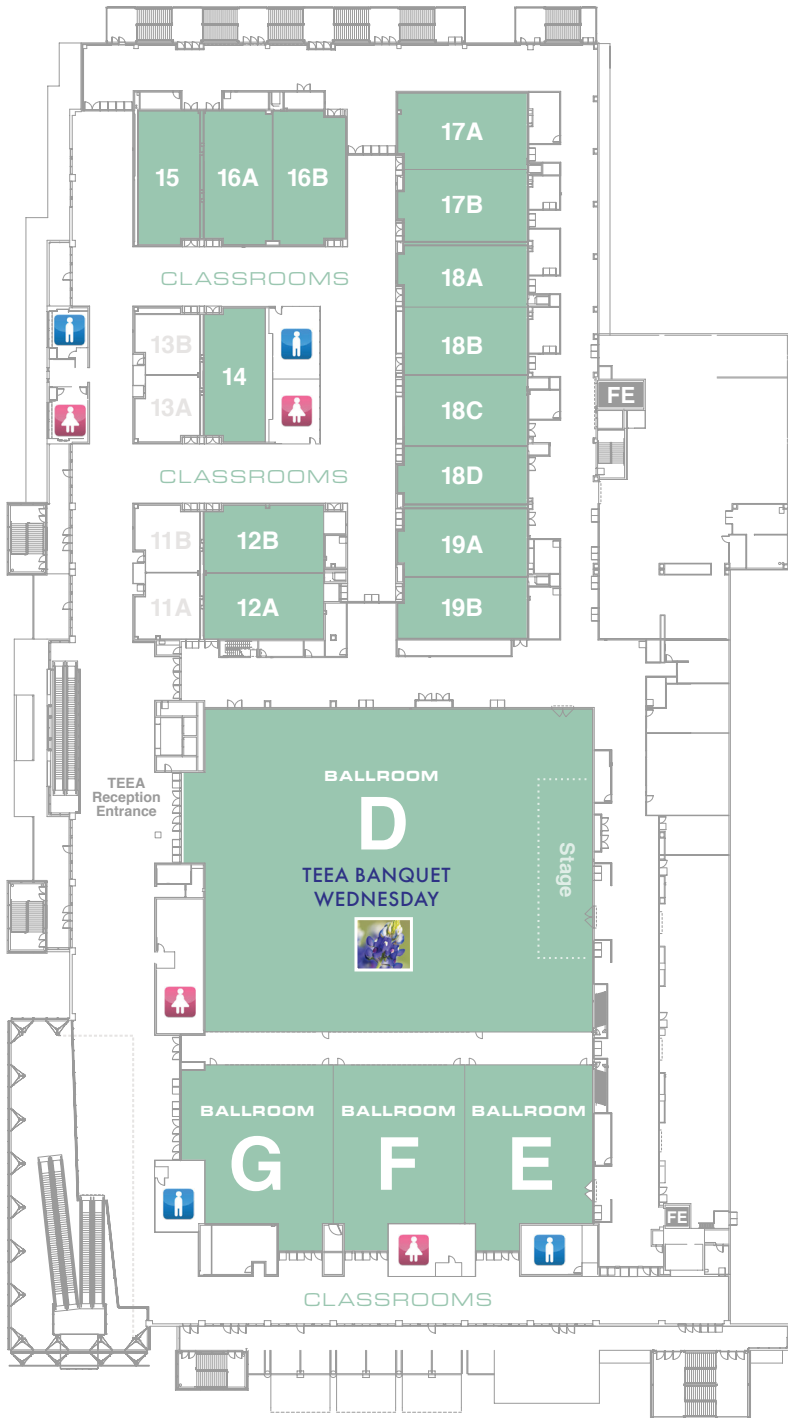 17A
15
16A
16B
17B
CLASSROOMS
18A
13B
14
18B
13A
18C
FE
CLASSROOMS
18D
11B
12B
19A
11A
12A
19B
BALLROOM
D
TEEA
Reception
Entrance
Stage
TEEA BANQUET
WEDNESDAY
BALLROOM
G
BALLROOM
F
BALLROOM
E
FE
CLASSROOMS